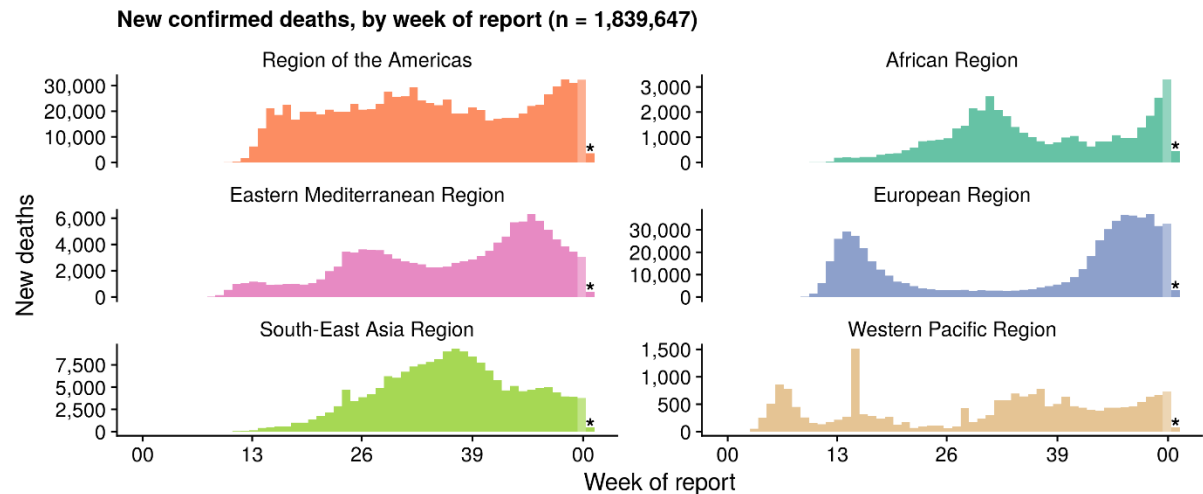 New confirmed deaths, by week of report (n = 1,839,647)
Region of the Americas
30,000
20,000
10,000
0
*
African Region
3,000
2,000
1,000
0
*
Eastern Mediterranean Region
6,000
4,000
2,000
0
*
European Region
30,000
20,000
10,000
0
*
South-East Asia Region
7,500
5,000
2,500
0
*
Western Pacific Region
1,500
1,000
500
0
*
New deaths
00 13 26 39 00
00 13 26 39 00
Week of report